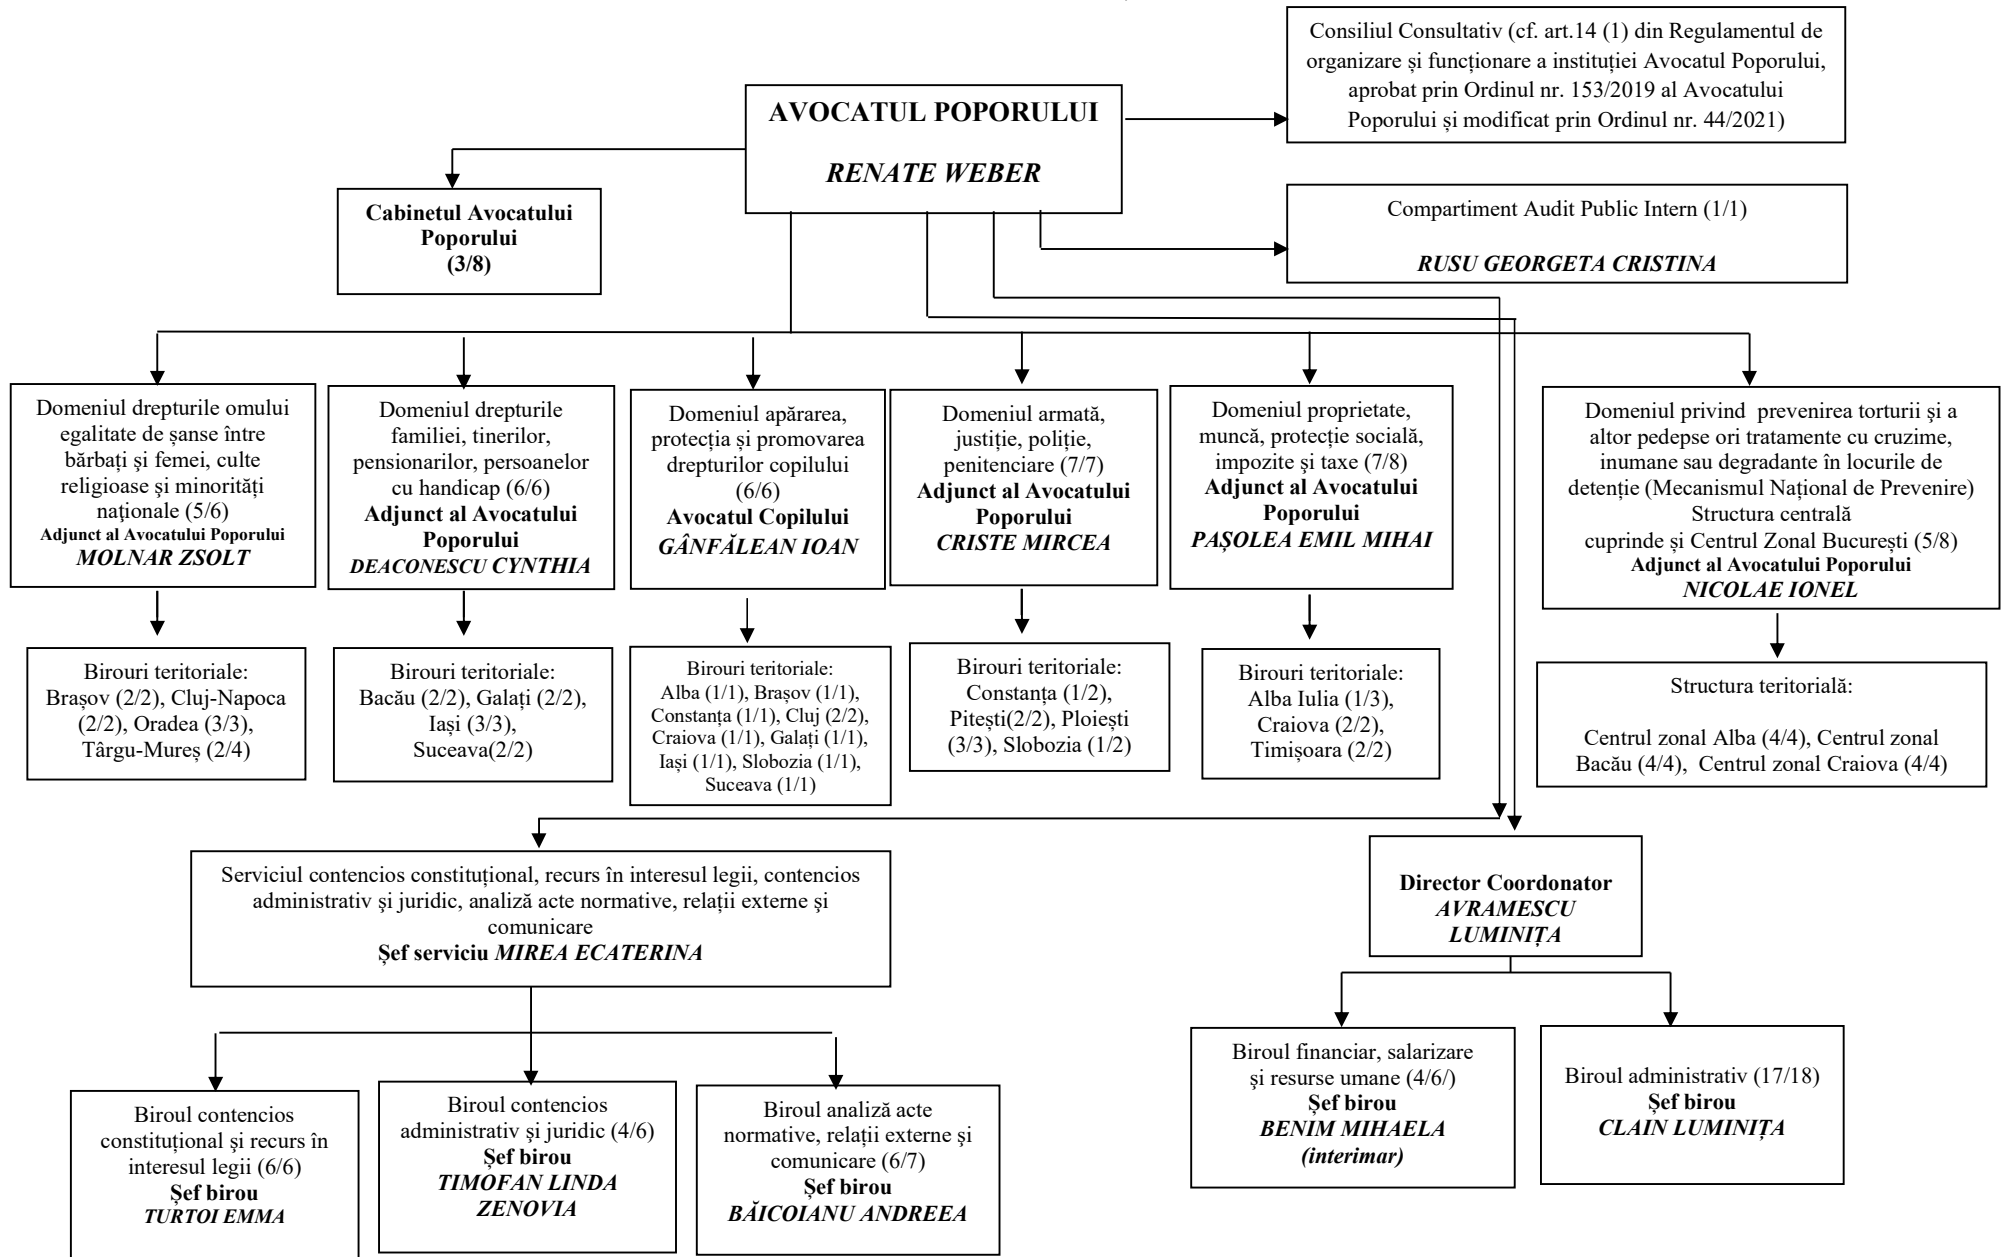 Consiliul Consultativ (cf. art.14 (1) din Regulamentul de
organizare și funcționare a instituției Avocatul Poporului,
aprobat prin Ordinul nr. 153/2019 al Avocatului
Poporului și modificat prin Ordinul nr. 44/2021)
AVOCATUL POPORULUI
RENATE WEBER
Cabinetul Avocatului
Poporului
(3/8)
Compartiment Audit Public Intern (1/1)
RUSU GEORGETA CRISTINA
Domeniul drepturile omului
egalitate de șanse între
bărbați şi femei, culte
religioase şi minorități
naţionale (5/6)
Adjunct al Avocatului Poporului
MOLNAR ZSOLT
Domeniul drepturile
familiei, tinerilor,
pensionarilor, persoanelor
cu handicap (6/6)
Adjunct al Avocatului
Poporului
DEACONESCU CYNTHIA
Domeniul apărarea,
protecția și promovarea
drepturilor copilului
(6/6)
Avocatul Copilului
GÂNFĂLEAN IOAN
Domeniul armată,
justiţie, poliţie,
penitenciare (7/7)
Adjunct al Avocatului
Poporului
CRISTE MIRCEA
Domeniul proprietate,
muncă, protecție socială,
impozite şi taxe (7/8)
Adjunct al Avocatului
Poporului
PAȘOLEA EMIL MIHAI
Domeniul privind prevenirea torturii şi a
altor pedepse ori tratamente cu cruzime,
inumane sau degradante în locurile de
detenție (Mecanismul Național de Prevenire)
Structura centrală
cuprinde și Centrul Zonal București (5/8)
Adjunct al Avocatului Poporului
NICOLAE IONEL
Birouri teritoriale:
Brașov (2/2), Cluj-Napoca
(2/2), Oradea (3/3),
Târgu-Mureș (2/4)
Birouri teritoriale:
Bacău (2/2), Galați (2/2),
Iași (3/3),
Suceava(2/2)
Birouri teritoriale:
Alba (1/1), Brașov (1/1),
Constanța (1/1), Cluj (2/2),
Craiova (1/1), Galați (1/1),
Iași (1/1), Slobozia (1/1),
Suceava (1/1)
Birouri teritoriale:
Constanța (1/2),
Pitești(2/2), Ploiești
(3/3), Slobozia (1/2)
Birouri teritoriale:
Alba Iulia (1/3),
Craiova (2/2),
Timișoara (2/2)
Structura teritorială:
Centrul zonal Alba (4/4), Centrul zonal
Bacău (4/4), Centrul zonal Craiova (4/4)
Serviciul contencios constituțional, recurs în interesul legii, contencios
administrativ și juridic, analiză acte normative, relații externe şi
comunicare
Șef serviciu MIREA ECATERINA
Director Coordonator
AVRAMESCU
LUMINIȚA
Biroul contencios
constituțional şi recurs în
interesul legii (6/6)
Șef birou
TURTOI EMMA
Biroul contencios
administrativ şi juridic (4/6)
Șef birou
TIMOFAN LINDA
ZENOVIA
Biroul analiză acte
normative, relații externe şi
comunicare (6/7)
Șef birou
BĂICOIANU ANDREEA
Biroul financiar, salarizare
şi resurse umane (4/6/)
Șef birou
BENIM MIHAELA
(interimar)
Biroul administrativ (17/18)
Șef birou
CLAIN LUMINIȚA